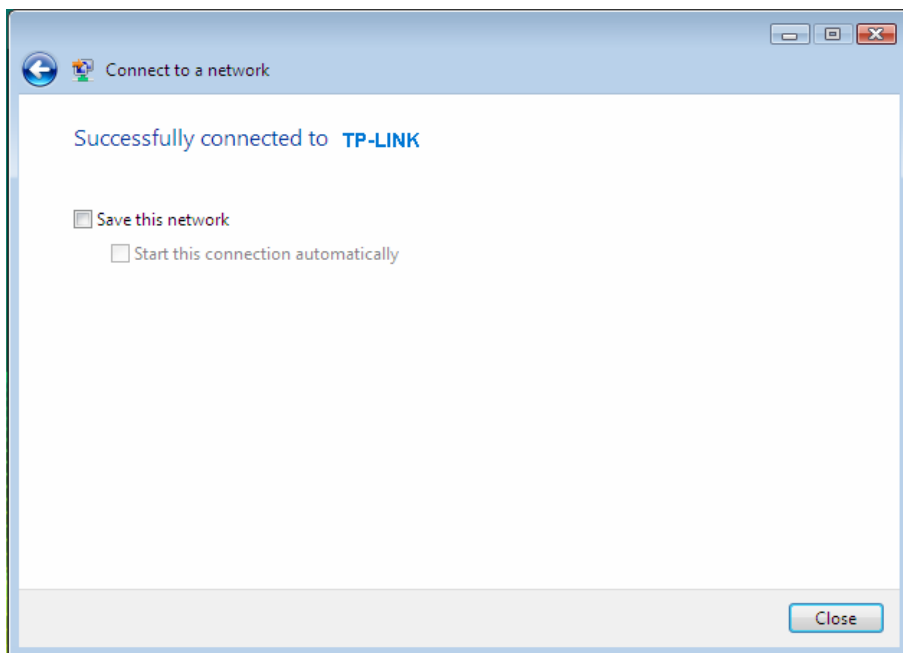 Connect to a network
Successfully connected to TP-LINK
Save this network
Start this connection automatically
Close